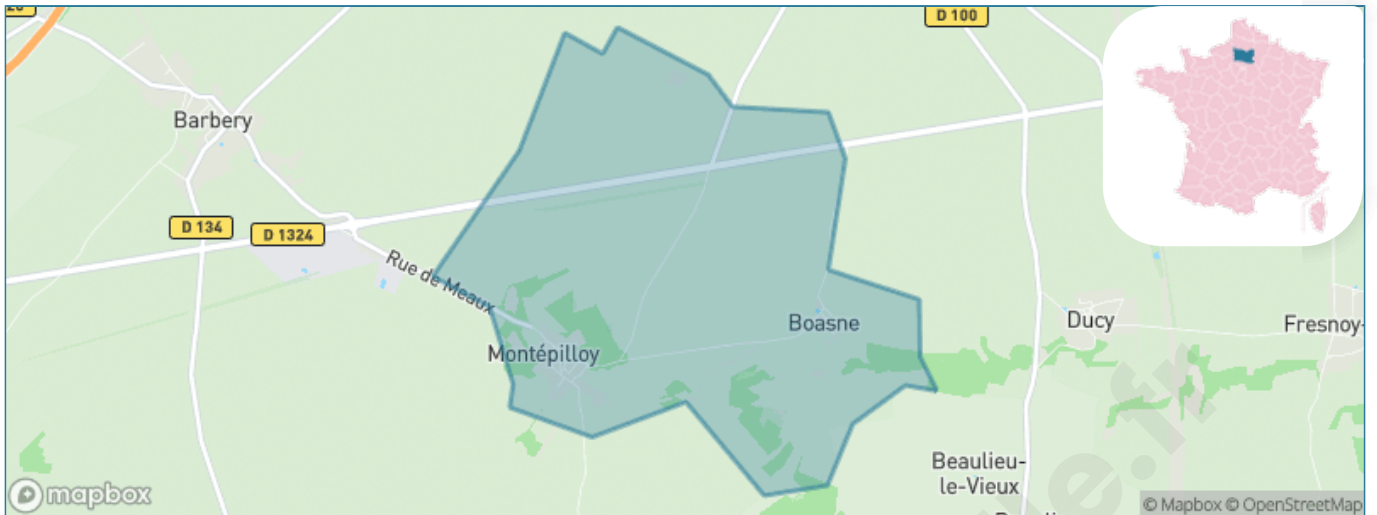 D 100
Barbery
D 134
D 1324
Rue de Meaux
Boasne
Ducy
Fresnoy-
Montépilloy
Beaulieu-
le-Vieux
mapbox
© Mapbox © OpenStreetMap